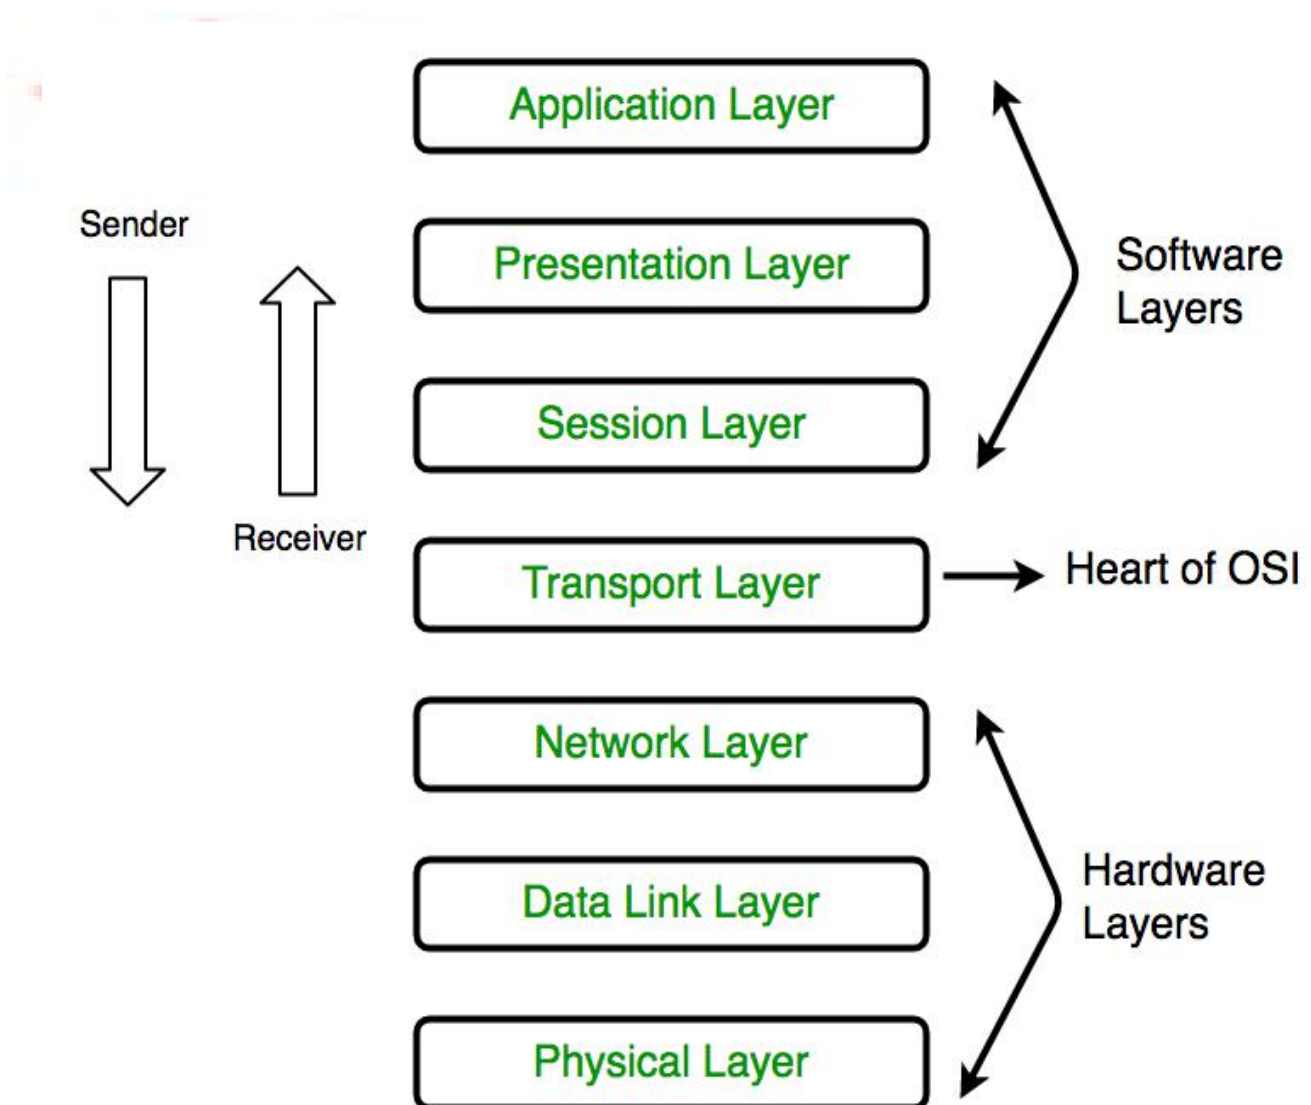 Application Layer
Sender
Presentation Layer
Software
Layers
Session Layer
Receiver
Transport Layer
Heart of OSI
Network Layer
Hardware
Layers
Data Link Layer
Physical Layer